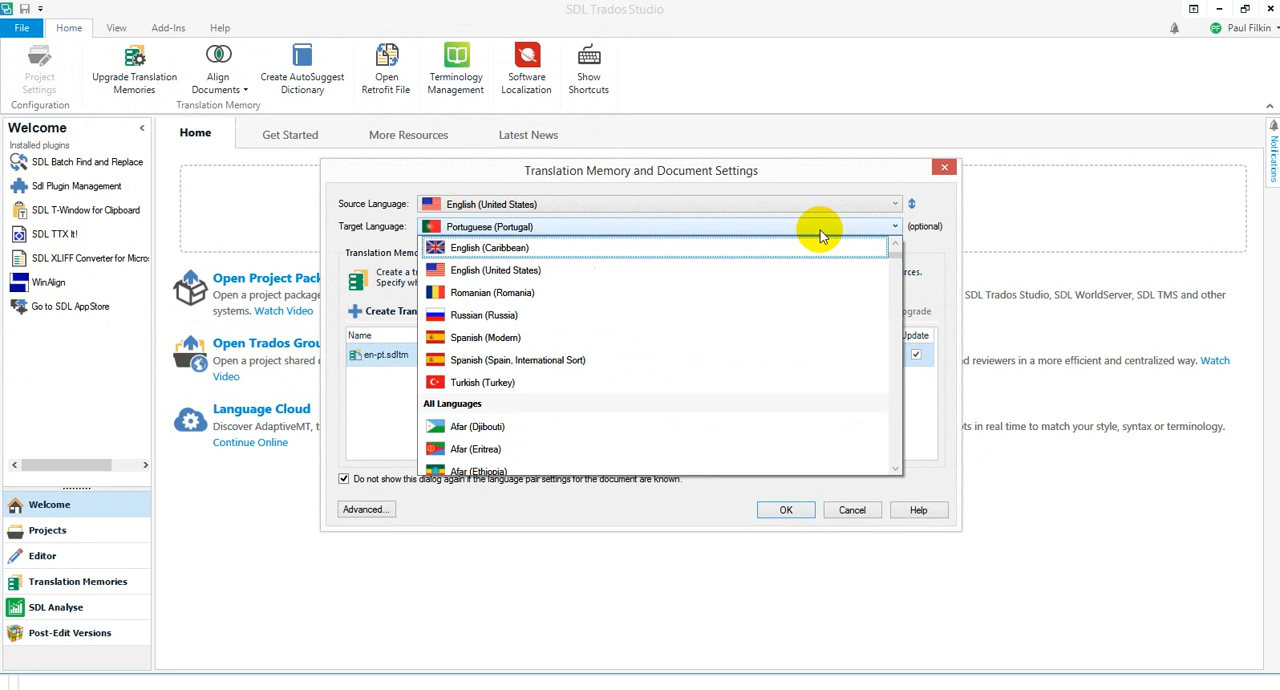 SDL Trados Studio
File Home View Add-Ins Help
Paul Filkin
Project Settings
Upgrade Translation Memories
Align Documents
Create AutoSuggest Dictionary
Open Retrofit File
Terminology Management
Software Localization
Show Shortcuts
Configuration
Translation Memory
Welcome
Installed plugins
SDL Batch Find and Replace
Sdl Plugin Management
SDL T-Window for Clipboard
SDL TTX It!
SDL XLIFF Converter for Micros
WinAlign
Go to SDL AppStore
Welcome
Projects
Editor
Translation Memories
SDL Analyse
Post-Edit Versions
Home Get Started More Resources Latest News
Notifications
Open Project Pack
Open a project package
systems. Watch Video
SDL Trados Studio, SDL WorldServer, SDL TMS and other
Open Trados Grou
Open a project shared
Video
nd reviewers in a more efficient and centralized way. Watch
Language Cloud
Discover AdaptiveMT, t
Continue Online
ts in real time to match your style, syntax or terminology.
Translation Memory and Document Settings
Source Language: English (United States)
Target Language: Portuguese (Portugal) (optional)
Translation Memo
Create a t
Specify wh
rces.
Create Tran
grade
Name
Update
en-pt.sdltm
English (Caribbean)
English (United States)
Romanian (Romania)
Russian (Russia)
Spanish (Modern)
Spanish (Spain, International Sort)
Turkish (Turkey)
All Languages
Afar (Djibouti)
Afar (Eritrea)
Afar (Ethiopia)
Do not show this dialog again if the language pair settings for the document are known.
Advanced... OK Cancel Help